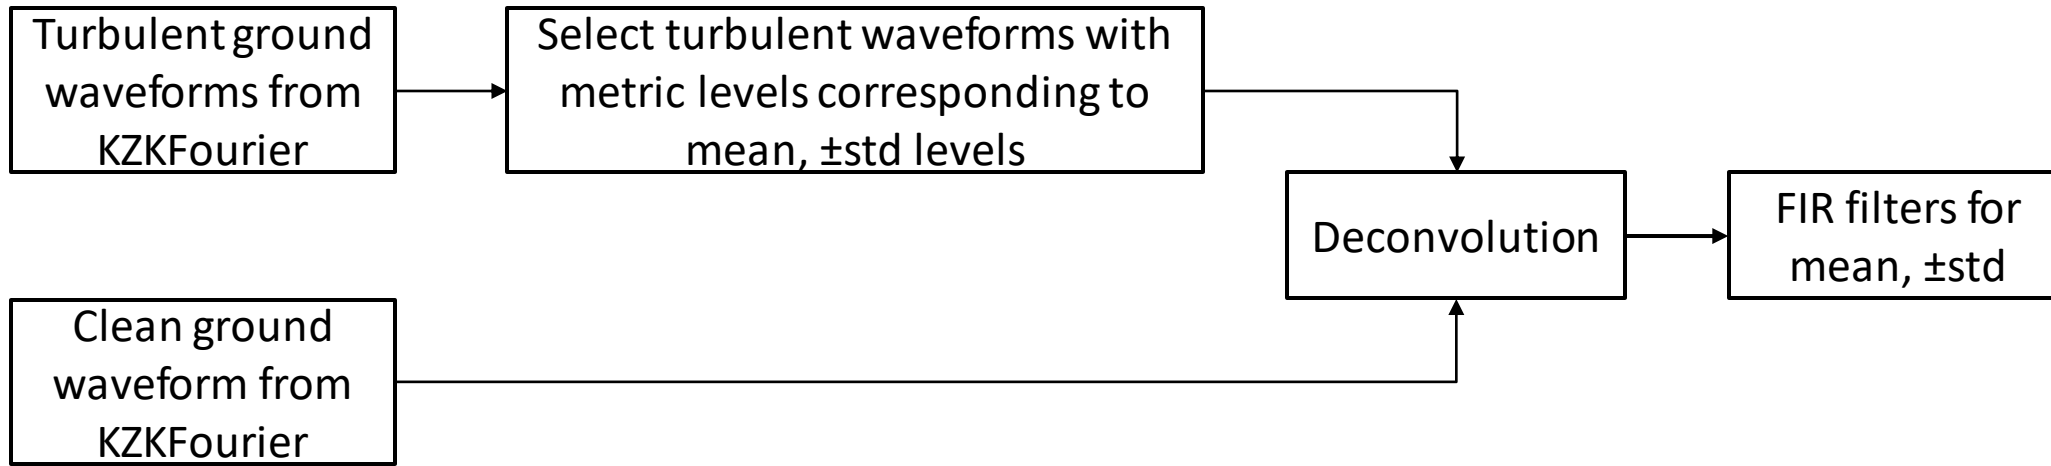 Turbulent ground
waveforms from
KZKFourier
Select turbulent waveforms with
metric levels corresponding to
mean, ±std levels
Deconvolution
FIR filters for
mean, ±std
Clean ground
waveform from
KZKFourier